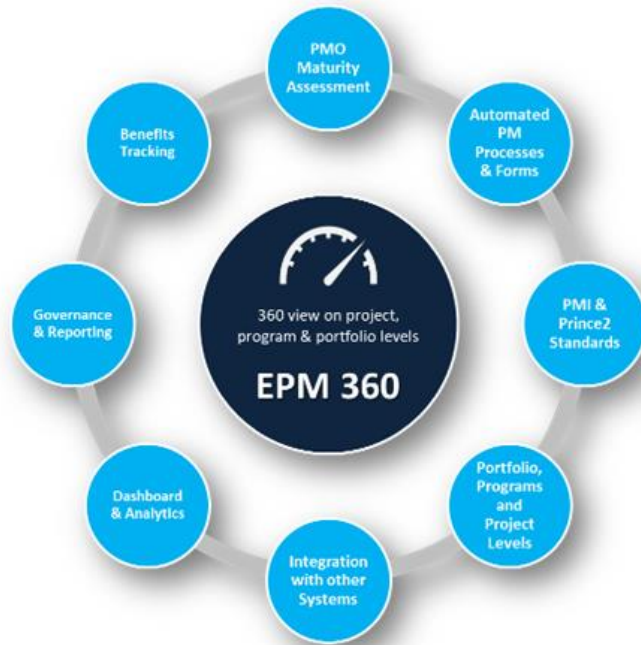 PMO
Maturity
Assessment
Automated
PM
Processes
& Forms
PMI &
Prince2
Standards
Portfolio,
Programs
and
Project
Levels
Integration
with other
Systems
Dashboard
& Analytics
Governance
& Reporting
Benefits
Tracking
360 view on project,
program & portfolio levels
EPM 360